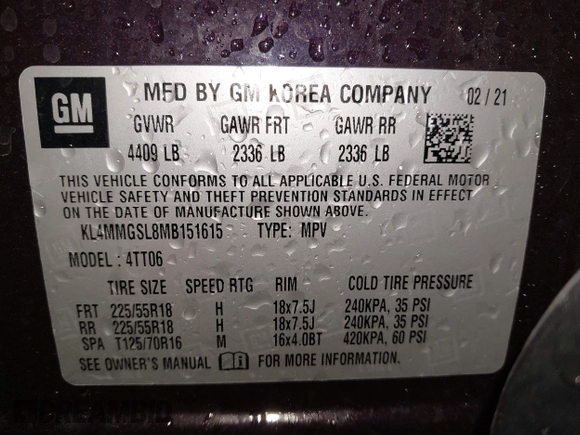 GM MFD BY GM KOREA COMPANY 02 / 21
GVWR GAWR FRT GAWR RR
4409 LB 2336 LB 2336 LB
THIS VEHICLE CONFORMS TO ALL APPLICABLE U.S. FEDERAL MOTOR
VEHICLE SAFETY AND THEFT PREVENTION STANDARDS IN EFFECT
ON THE DATE OF MANUFACTURE SHOWN ABOVE.
KL4MMGSL8MB151615 TYPE: MPV
MODEL : 4TT06
TIRE SIZE SPEED RTG RIM COLD TIRE PRESSURE
FRT 225/55R18 H 18x7.5J 240KPA, 35 PSI
RR 225/55R18 H 18x7.5J 240KPA, 35 PSI
SPA T125/70R16 M 16x4.0BT 420KPA, 60 PSI
SEE OWNER'S MANUAL FOR MORE INFORMATION.
DREAMBID